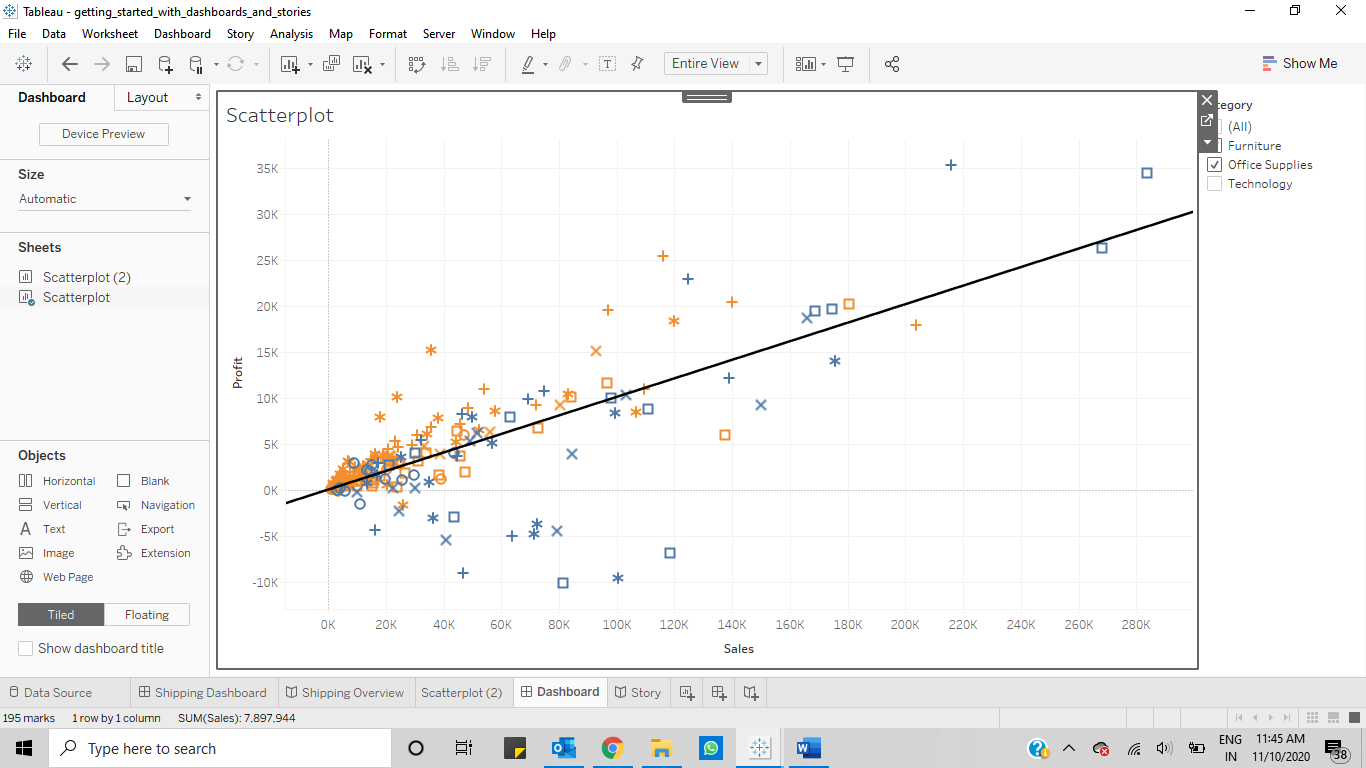 Tableau - getting_started_with_dashboards_and_stories
File Data Worksheet Dashboard Story Analysis Map Format Server Window Help
Entire View
Show Me
Dashboard Layout
Device Preview
Size
Automatic
Sheets
Scatterplot (2)
Scatterplot
Objects
Horizontal Blank
Vertical Navigation
A Text Export
Image Extension
Web Page
Tiled Floating
Show dashboard title
Scatterplot
35K
30K
25K
20K
15K
10K
5K
0K
-5K
-10K
Profit
0K 20K 40K 60K 80K 100K 120K 140K 160K 180K 200K 220K 240K 260K 280K
Sales
tegory
(All)
Furniture
Office Supplies
Technology
Data Source Shipping Dashboard Shipping Overview Scatterplot (2) Dashboard Story
195 marks 1 row by 1 column SUM(Sales): 7,897,944
Type here to search
ENG
IN
11:45 AM
11/10/2020
38